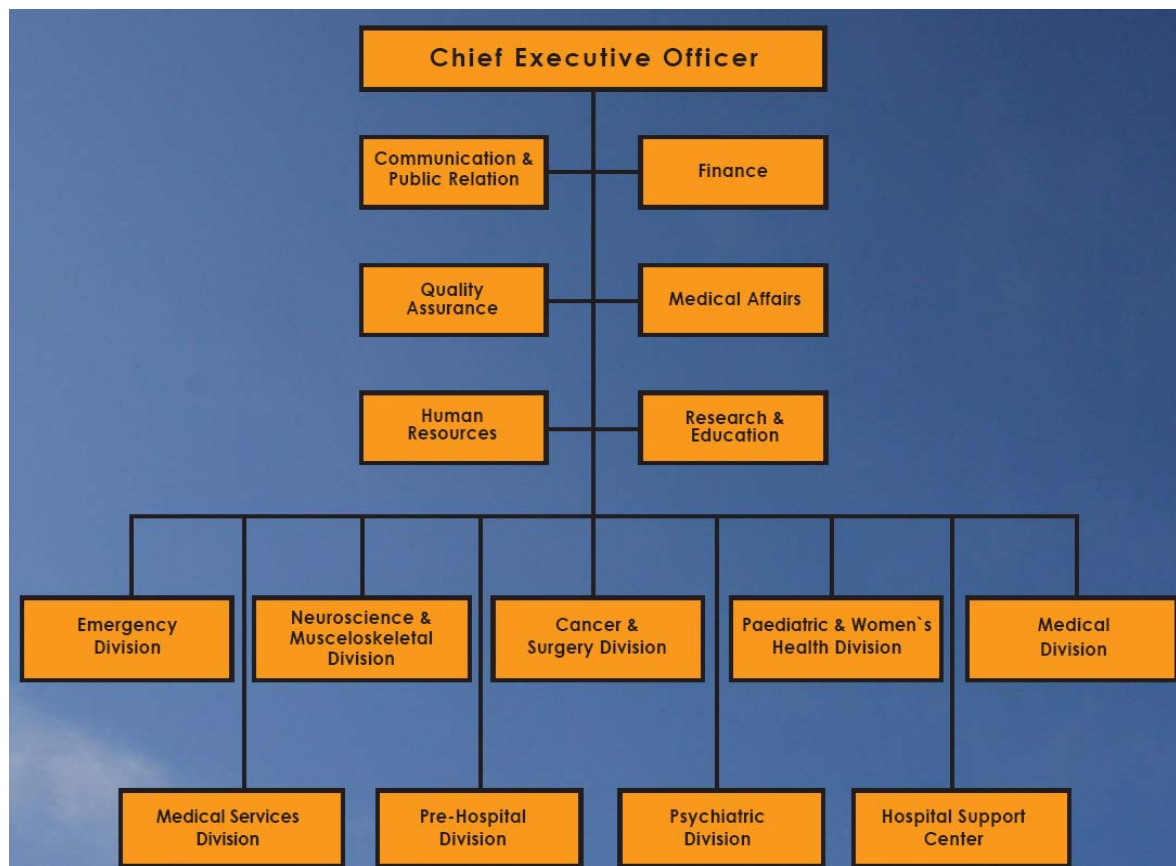 Chief Executive Officer
Communication &
Public Relation
Finance
Quality
Assurance
Medical Affairs
Human
Resources
Research &
Education
Emergency
Division
Neuroscience &
Musceloskeletal
Division
Cancer &
Surgery Division
Paediatric & Women`s
Health Division
Medical
Division
Medical Services
Division
Pre-Hospital
Division
Psychiatric
Division
Hospital Support
Center